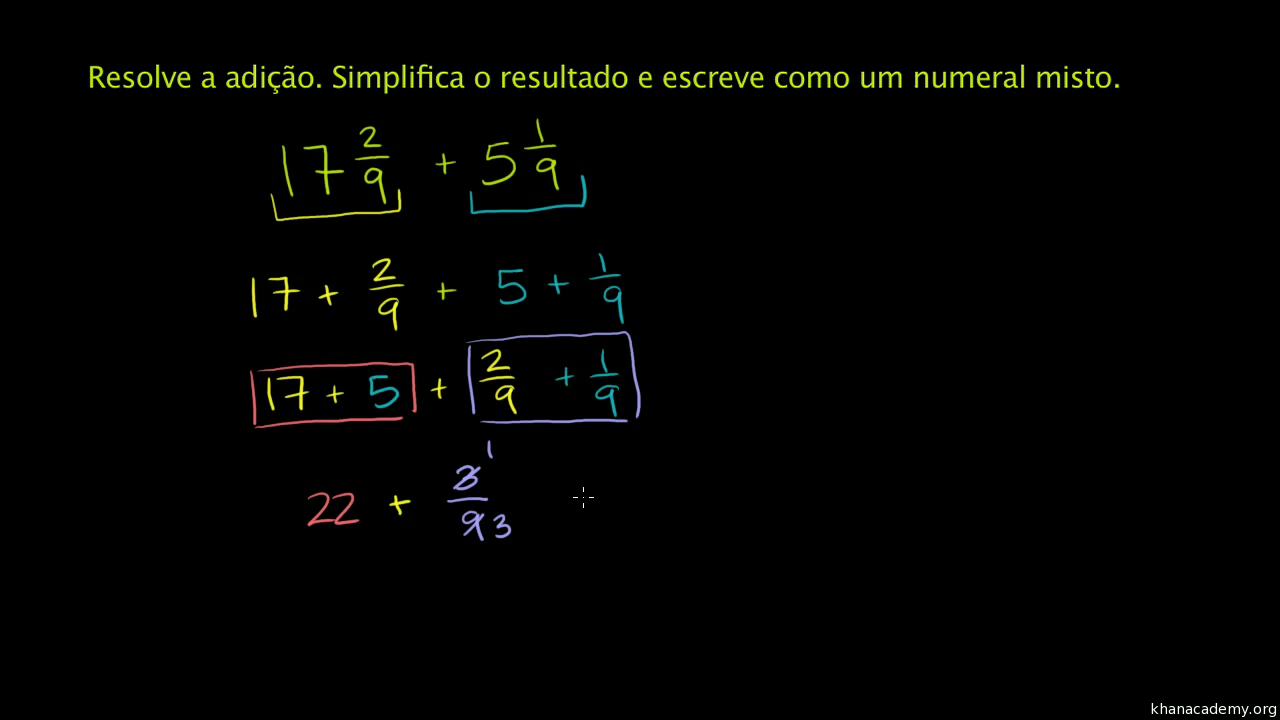 Resolve a adição. Simplifica o resultado e escreve como um numeral misto.
17 2/9 + 5 1/9
17 + 2/9 + 5 + 1/9
17 + 5 + 2/9 + 1/9
22 + 3/9 1 3
khanacademy.org